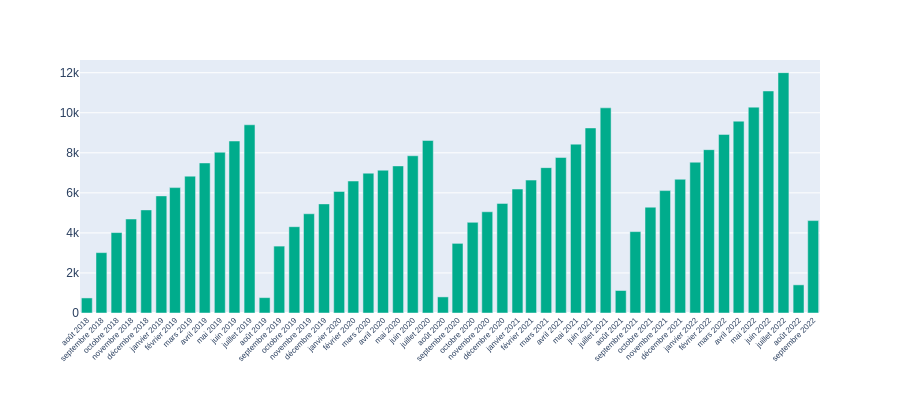 12k
10k
8k
6k
4k
2k
0
août 2018
septembre 2018
octobre 2018
novembre 2018
décembre 2018
janvier 2019
février 2019
mars 2019
avril 2019
mai 2019
juin 2019
juillet 2019
août 2019
septembre 2019
octobre 2019
novembre 2019
décembre 2019
janvier 2020
février 2020
mars 2020
avril 2020
mai 2020
juin 2020
juillet 2020
août 2020
septembre 2020
octobre 2020
novembre 2020
décembre 2020
janvier 2021
février 2021
mars 2021
avril 2021
mai 2021
juin 2021
juillet 2021
août 2021
septembre 2021
octobre 2021
novembre 2021
décembre 2021
janvier 2022
février 2022
mars 2022
avril 2022
mai 2022
juin 2022
juillet 2022
août 2022
septembre 2022